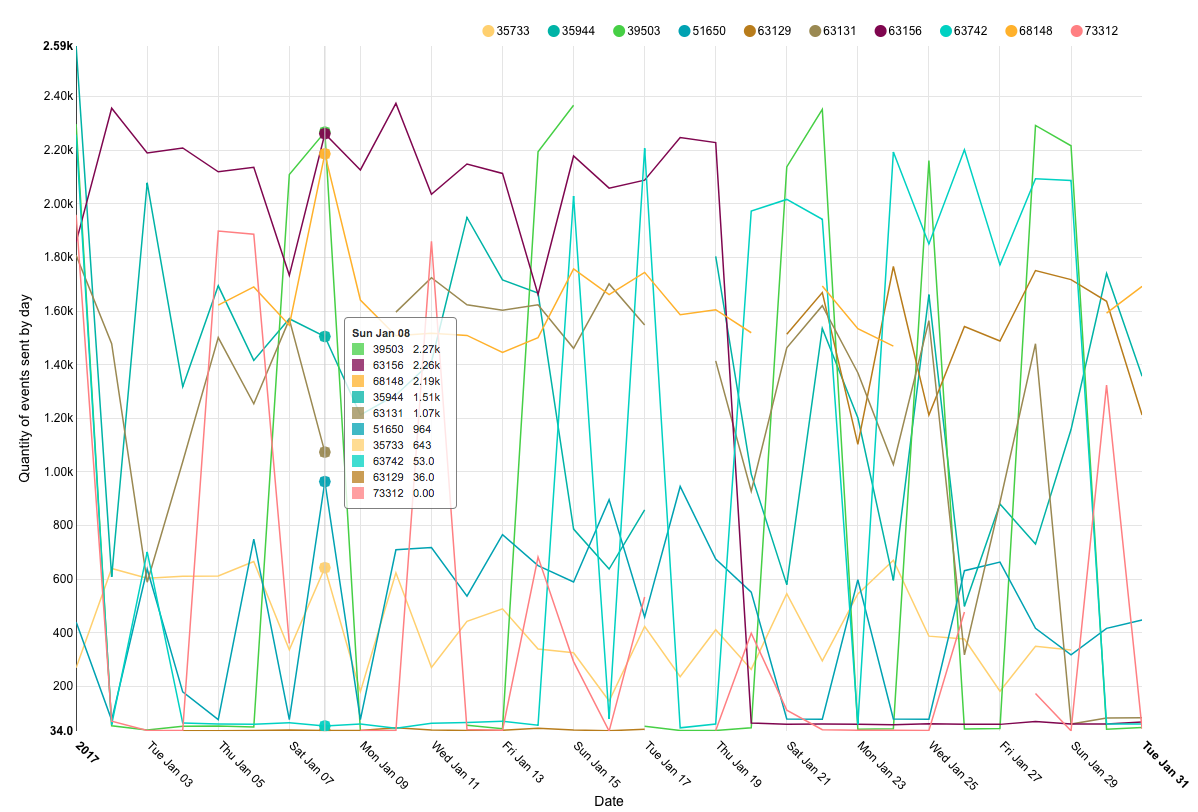 35733 35944 39503 51650 63129 63131 63156 63742 68148 73312
2.59k
2.40k
2.20k
2.00k
1.80k
1.60k
1.40k
1.20k
1.00k
800
600
400
200
34.0
Quantity of events sent by day
Sun Jan 08
39503 2.27k
63156 2.26k
68148 2.19k
35944 1.51k
63131 1.07k
51650 964
35733 643
63742 53.0
63129 36.0
73312 0.00
2017
Tue Jan 03
Thu Jan 05
Sat Jan 07
Mon Jan 09
Wed Jan 11
Fri Jan 13
Sun Jan 15
Tue Jan 17
Thu Jan 19
Sat Jan 21
Mon Jan 23
Wed Jan 25
Fri Jan 27
Sun Jan 29
Tue Jan 31
Date